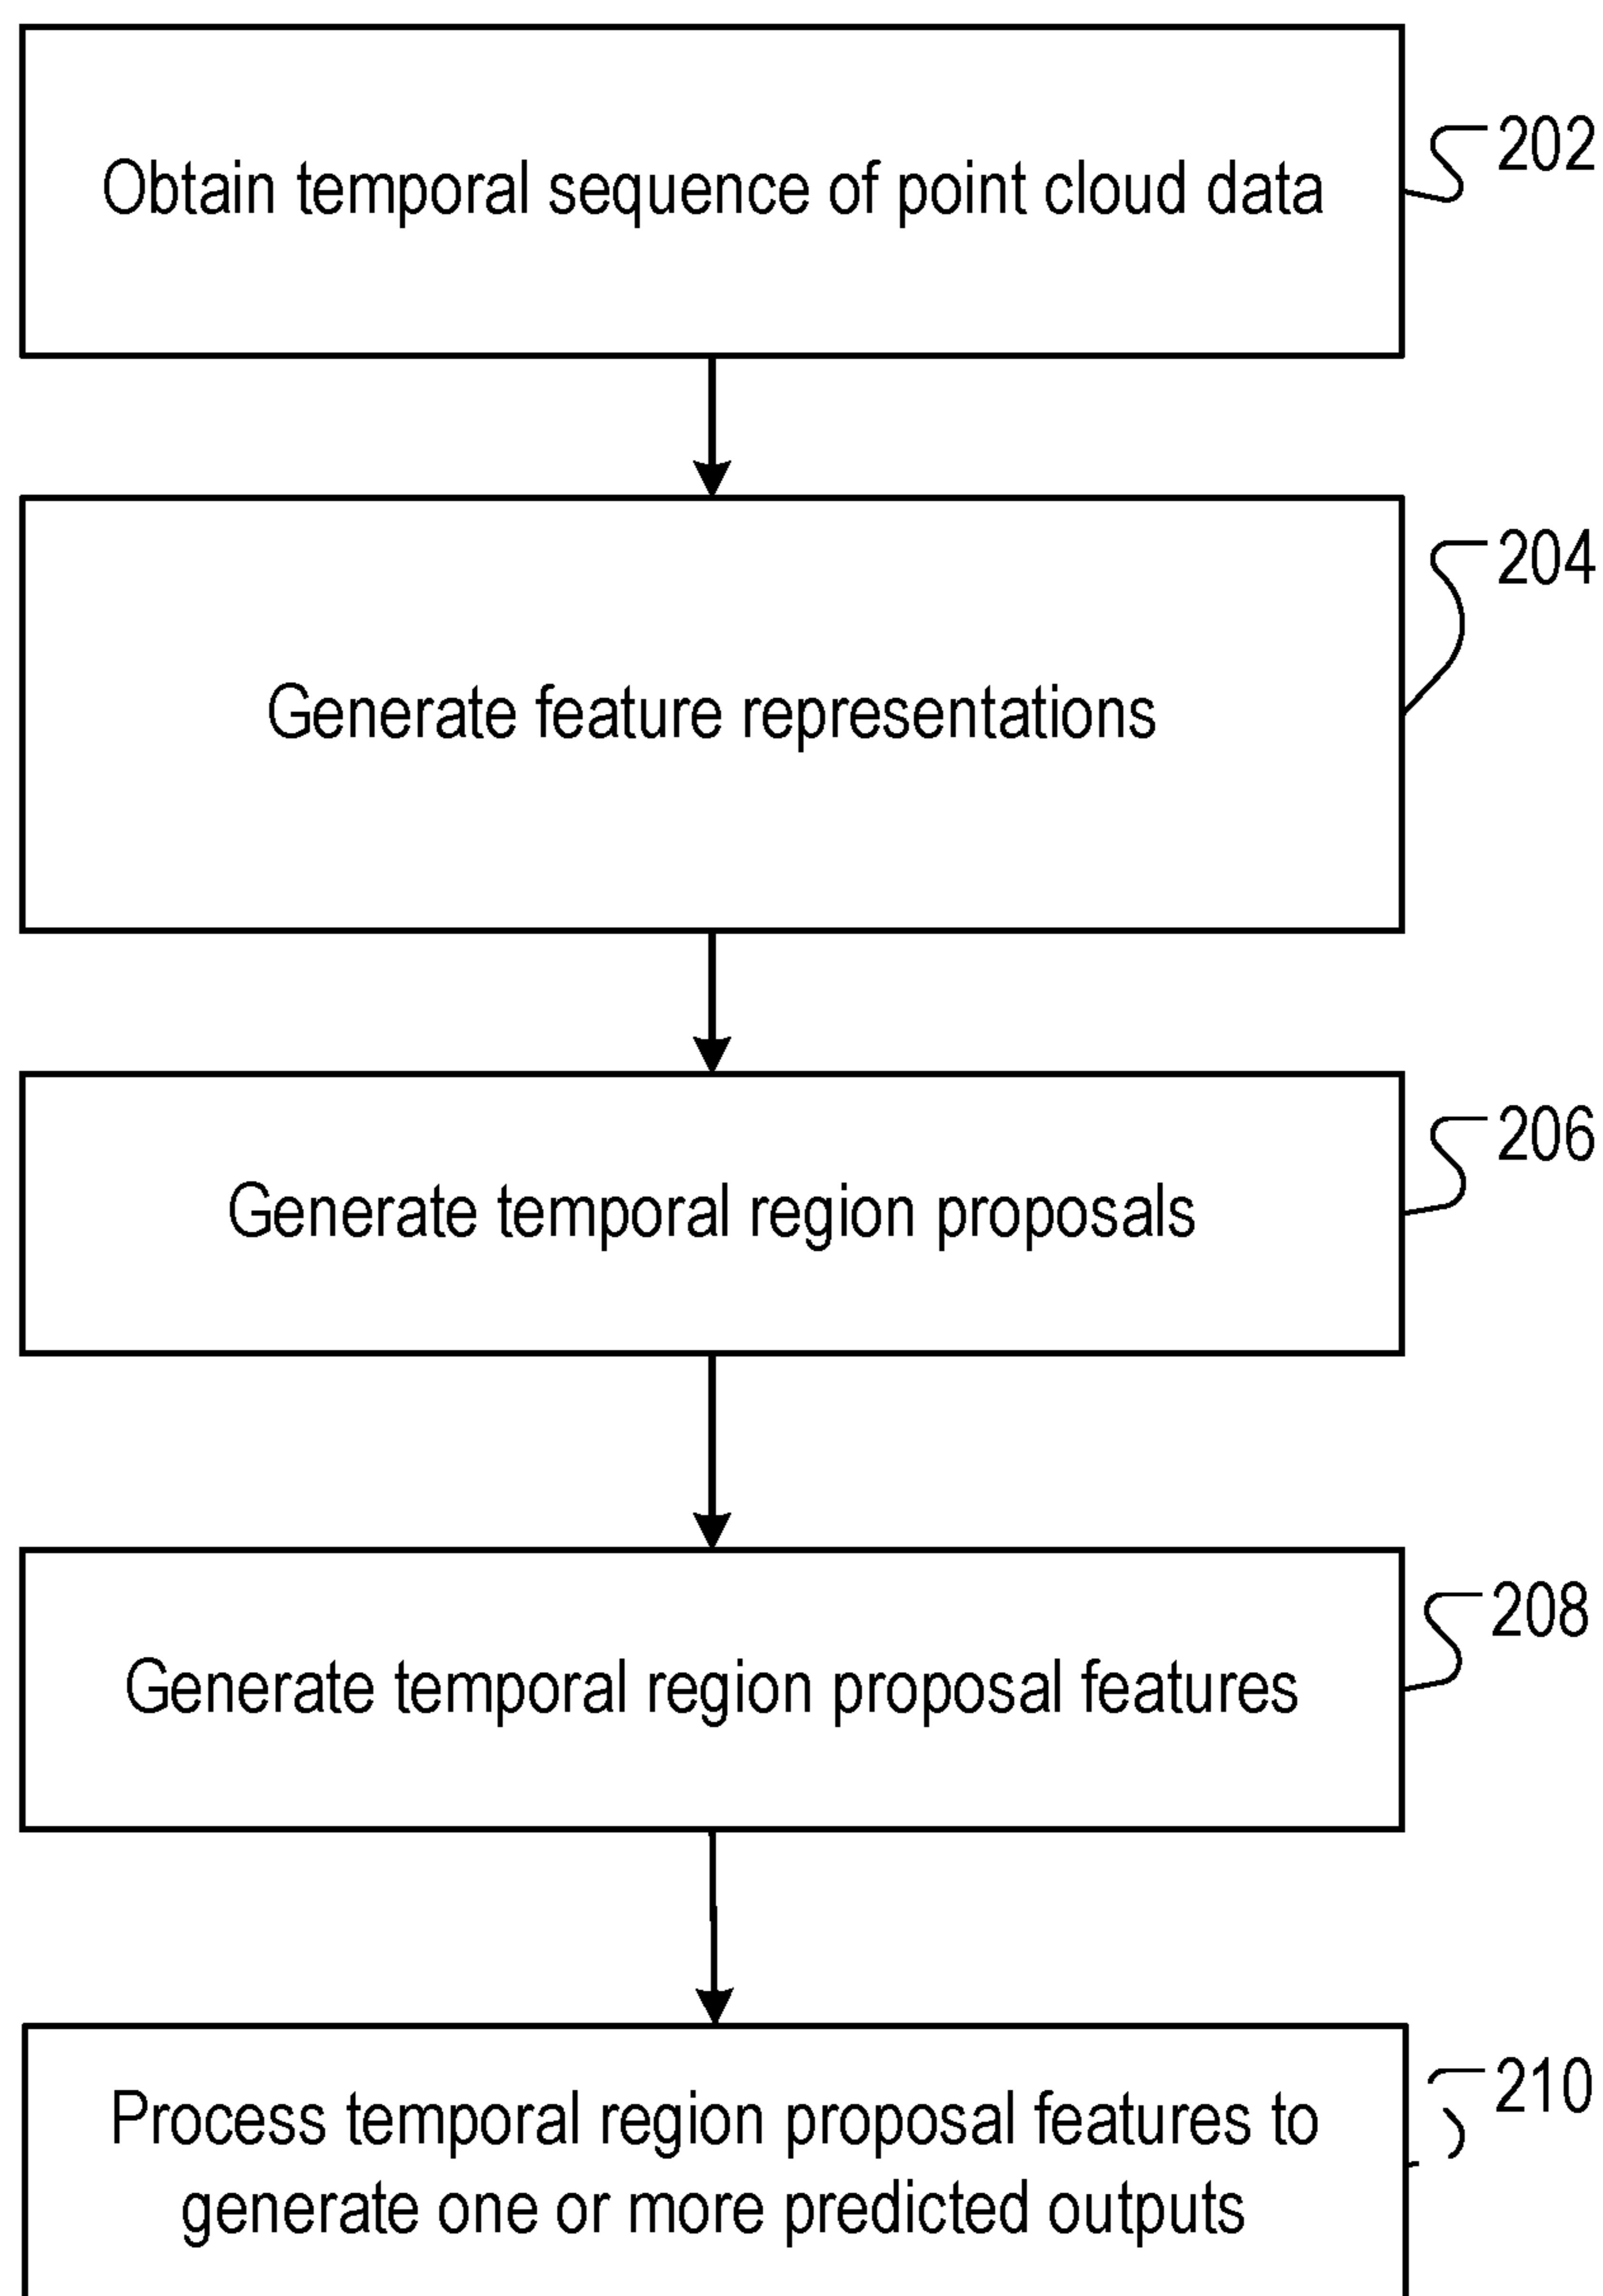 Obtain temporal sequence of point cloud data
202
Generate feature representations
204
Generate temporal region proposals
206
Generate temporal region proposal features
208
Process temporal region proposal features to
generate one or more predicted outputs
210